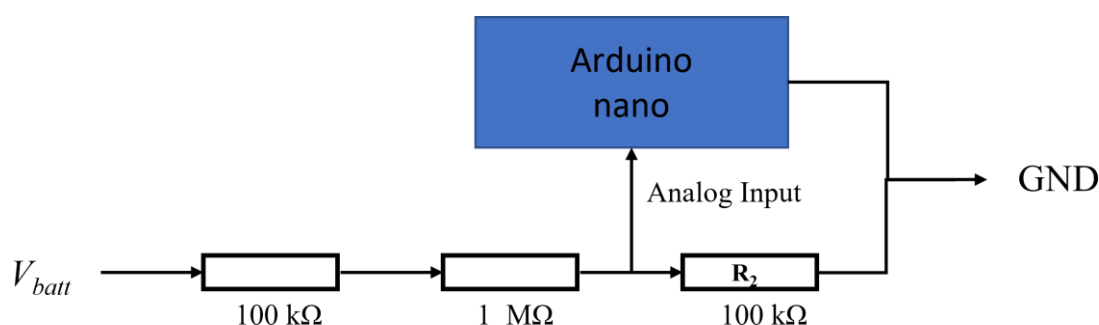 Arduino
nano
Analog Input
GND
V_batt
R₂
100 kΩ
1 MΩ
100 kΩ